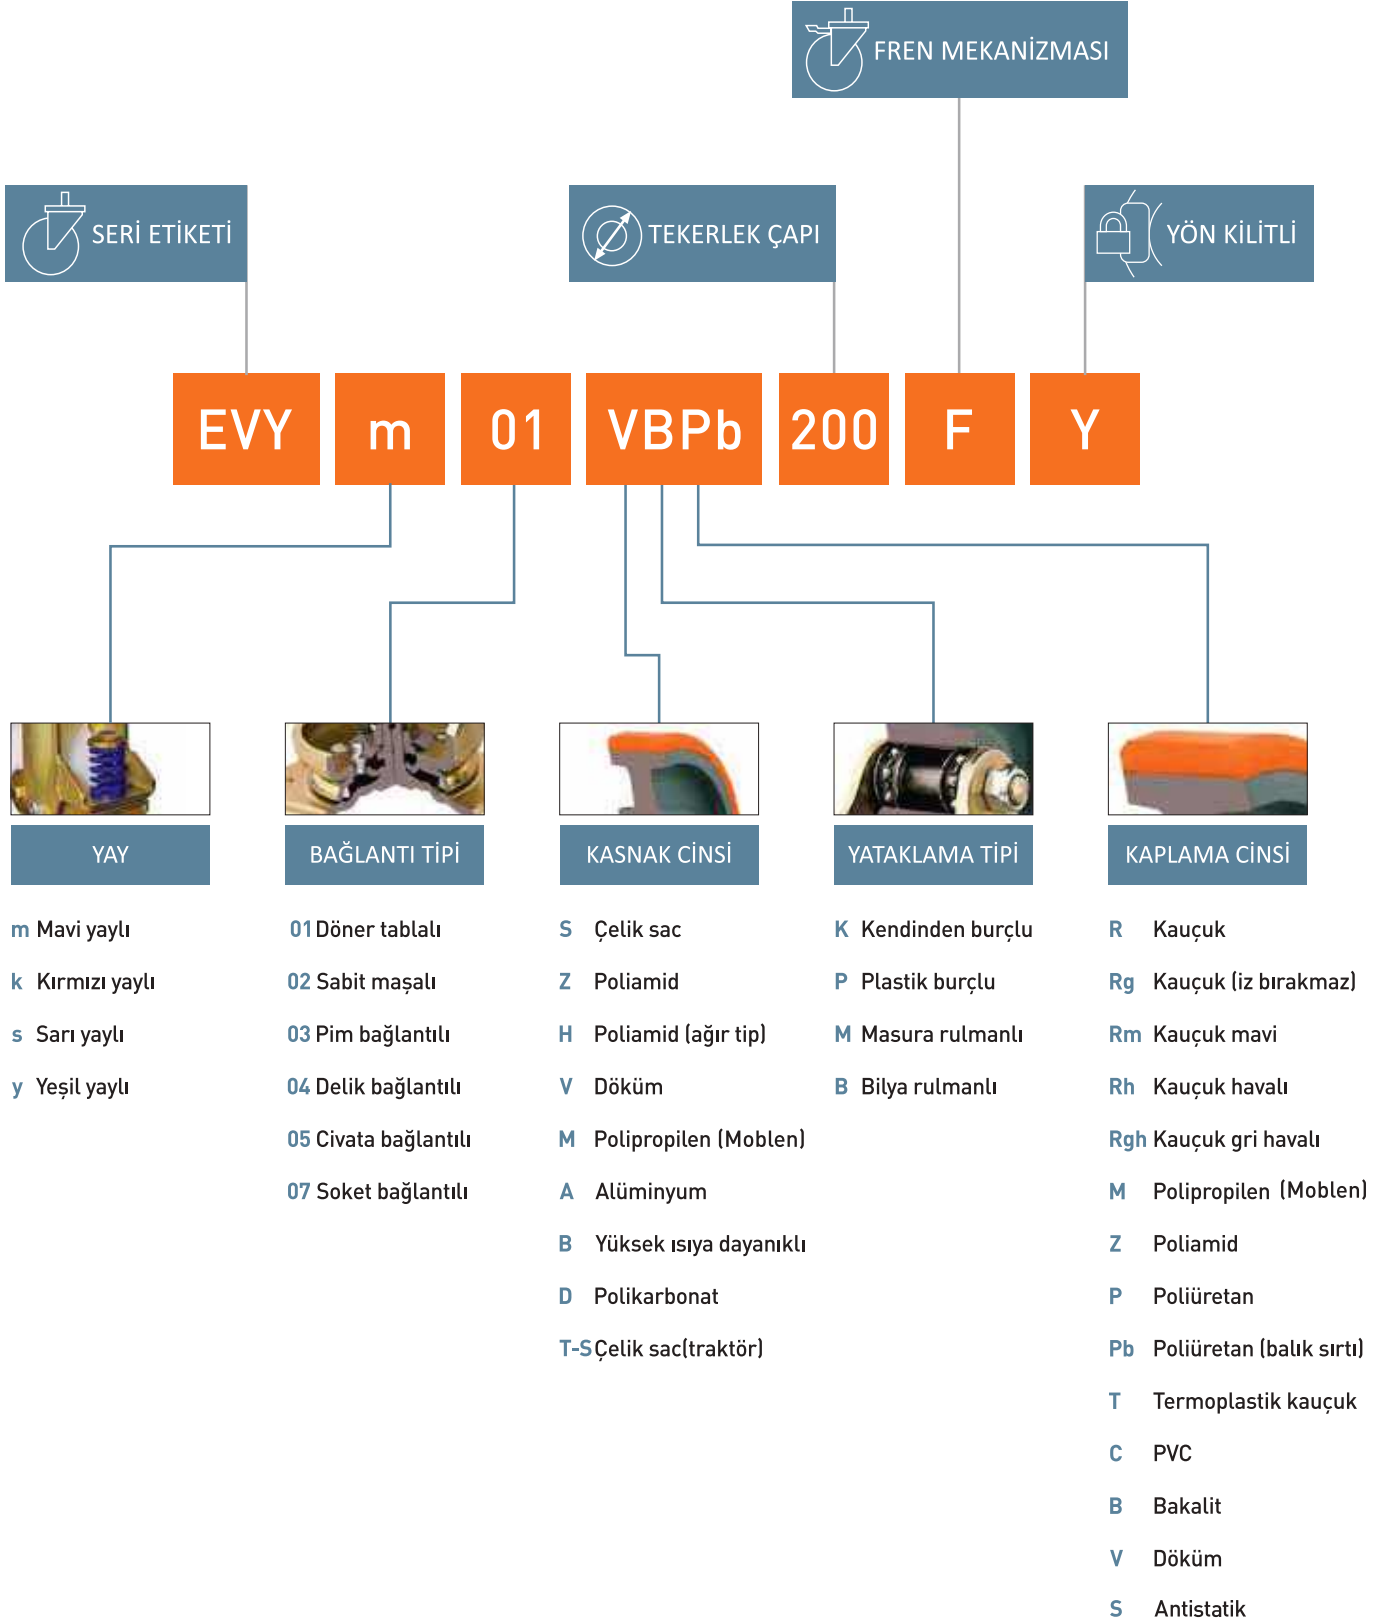 FREN MEKANİZMASI
SERİ ETİKETİ
TEKERLEK ÇAPI
YÖN KİLİTLİ
EVY m 01 VBPb 200 F Y
YAY
m Mavi yaylı
k Kırmızı yaylı
s Sarı yaylı
y Yeşil yaylı
BAĞLANTI TİPİ
01 Döner tablalı
02 Sabit maşalı
03 Pim bağlantılı
04 Delik bağlantılı
05 Civata bağlantılı
07 Soket bağlantılı
KASNAK CİNSİ
S Çelik sac
Z Poliamid
H Poliamid (ağır tip)
V Döküm
M Polipropilen (Moblen)
A Alüminyum
B Yüksek ısıya dayanıklı
D Polikarbonat
T-S Çelik sac(traktör)
YATAKLAMA TİPİ
K Kendinden burçlu
P Plastik burçlu
M Masura rulmanlı
B Bilya rulmanlı
KAPLAMA CİNSİ
R Kauçuk
Rg Kauçuk (iz bırakmaz)
Rm Kauçuk mavi
Rh Kauçuk havalı
Rgh Kauçuk gri havalı
M Polipropilen (Moblen)
Z Poliamid
P Poliüretan
Pb Poliüretan (balık sırtı)
T Termoplastik kauçuk
C PVC
B Bakalit
V Döküm
S Antistatik